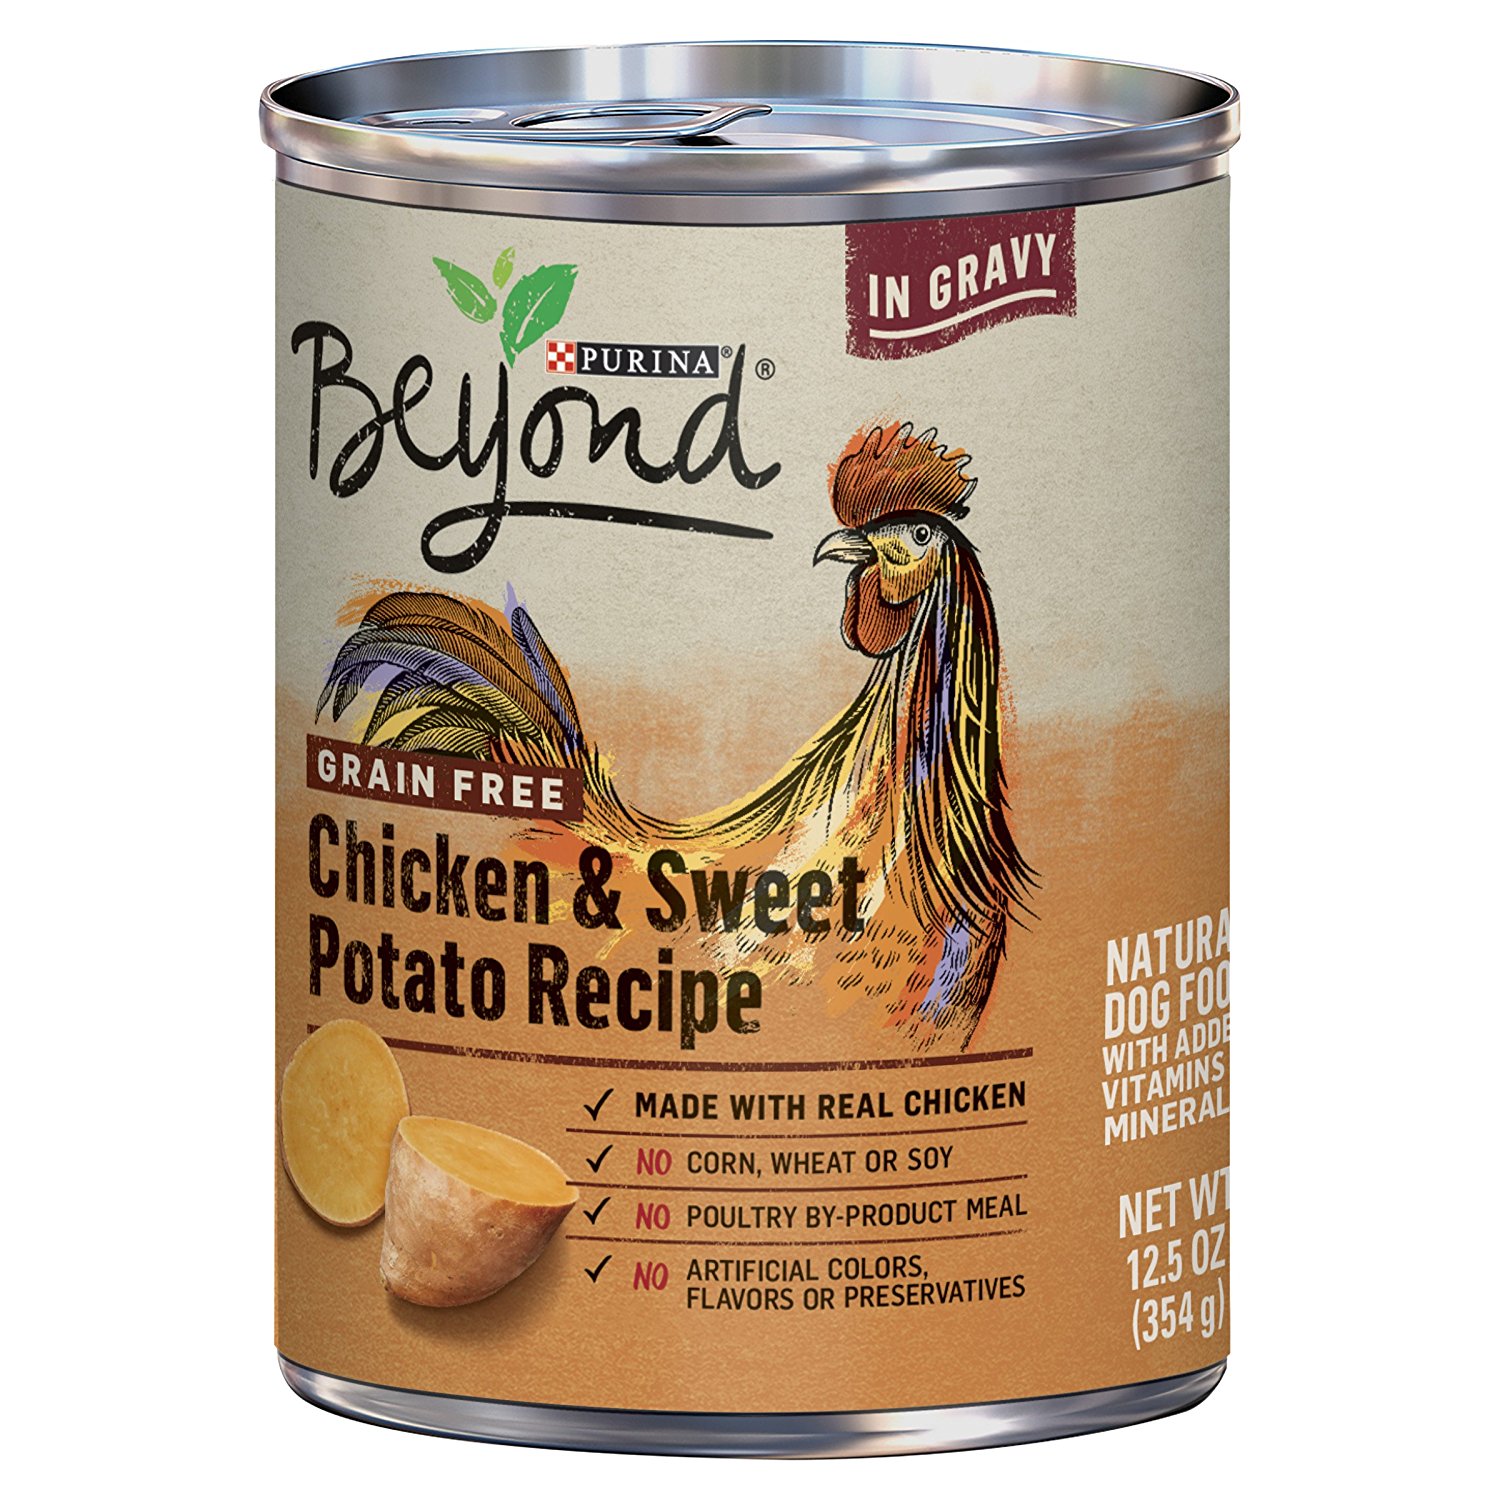 IN GRAVY
PURINA®
Beyond®
GRAIN FREE
Chicken & Sweet
Potato Recipe
✓ MADE WITH REAL CHICKEN
✓ NO CORN, WHEAT OR SOY
✓ NO POULTRY BY-PRODUCT MEAL
✓ NO ARTIFICIAL COLORS,
FLAVORS OR PRESERVATIVES
NATURA
DOG FOO
WITH ADDE
VITAMINS
MINERAL
NET WT
12.5 OZ
(354 g)